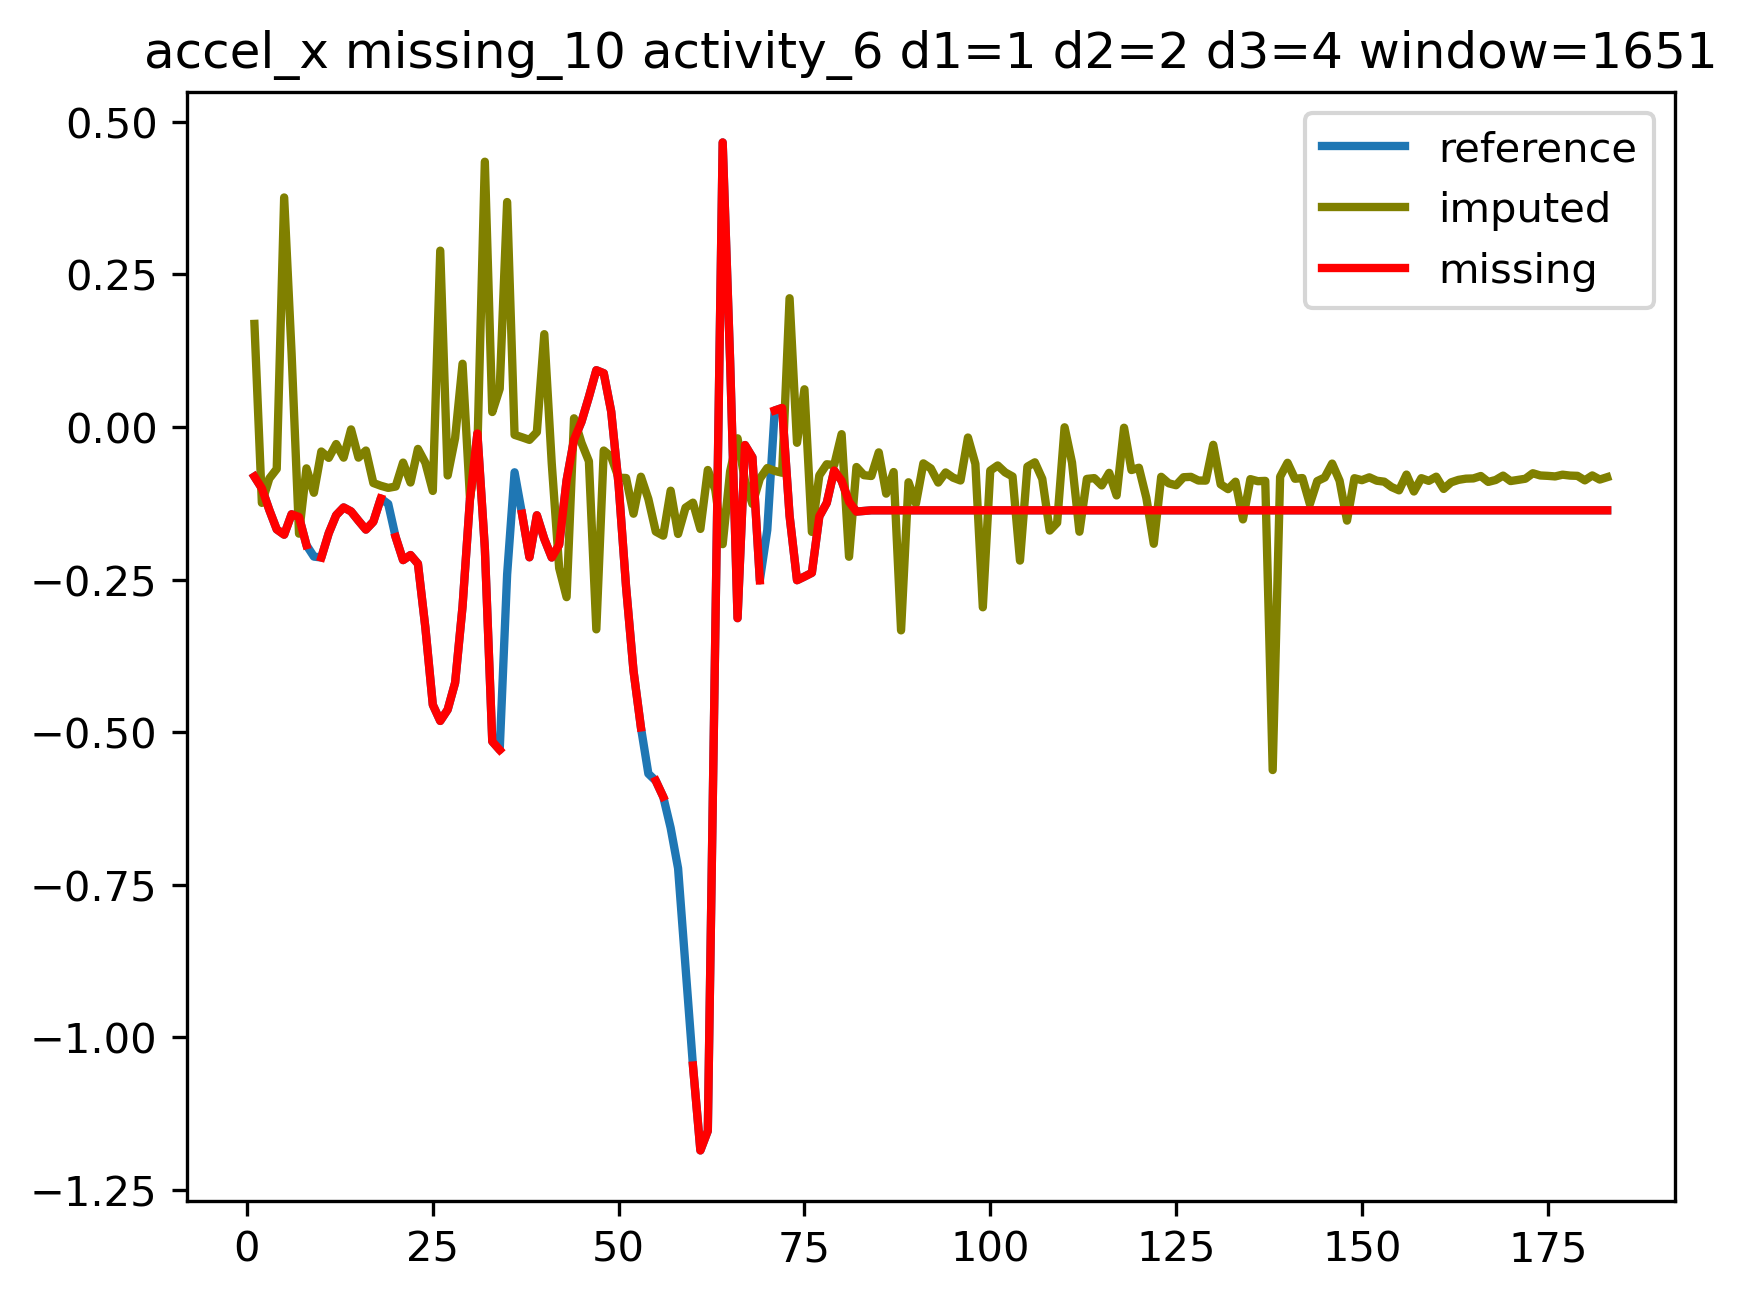 accel_x missing_10 activity_6 d1=1 d2=2 d3=4 window=1651
0.50
0.25
0.00
−0.25
−0.50
−0.75
−1.00
−1.25
reference
imputed
missing
0 25 50 75 100 125 150 175